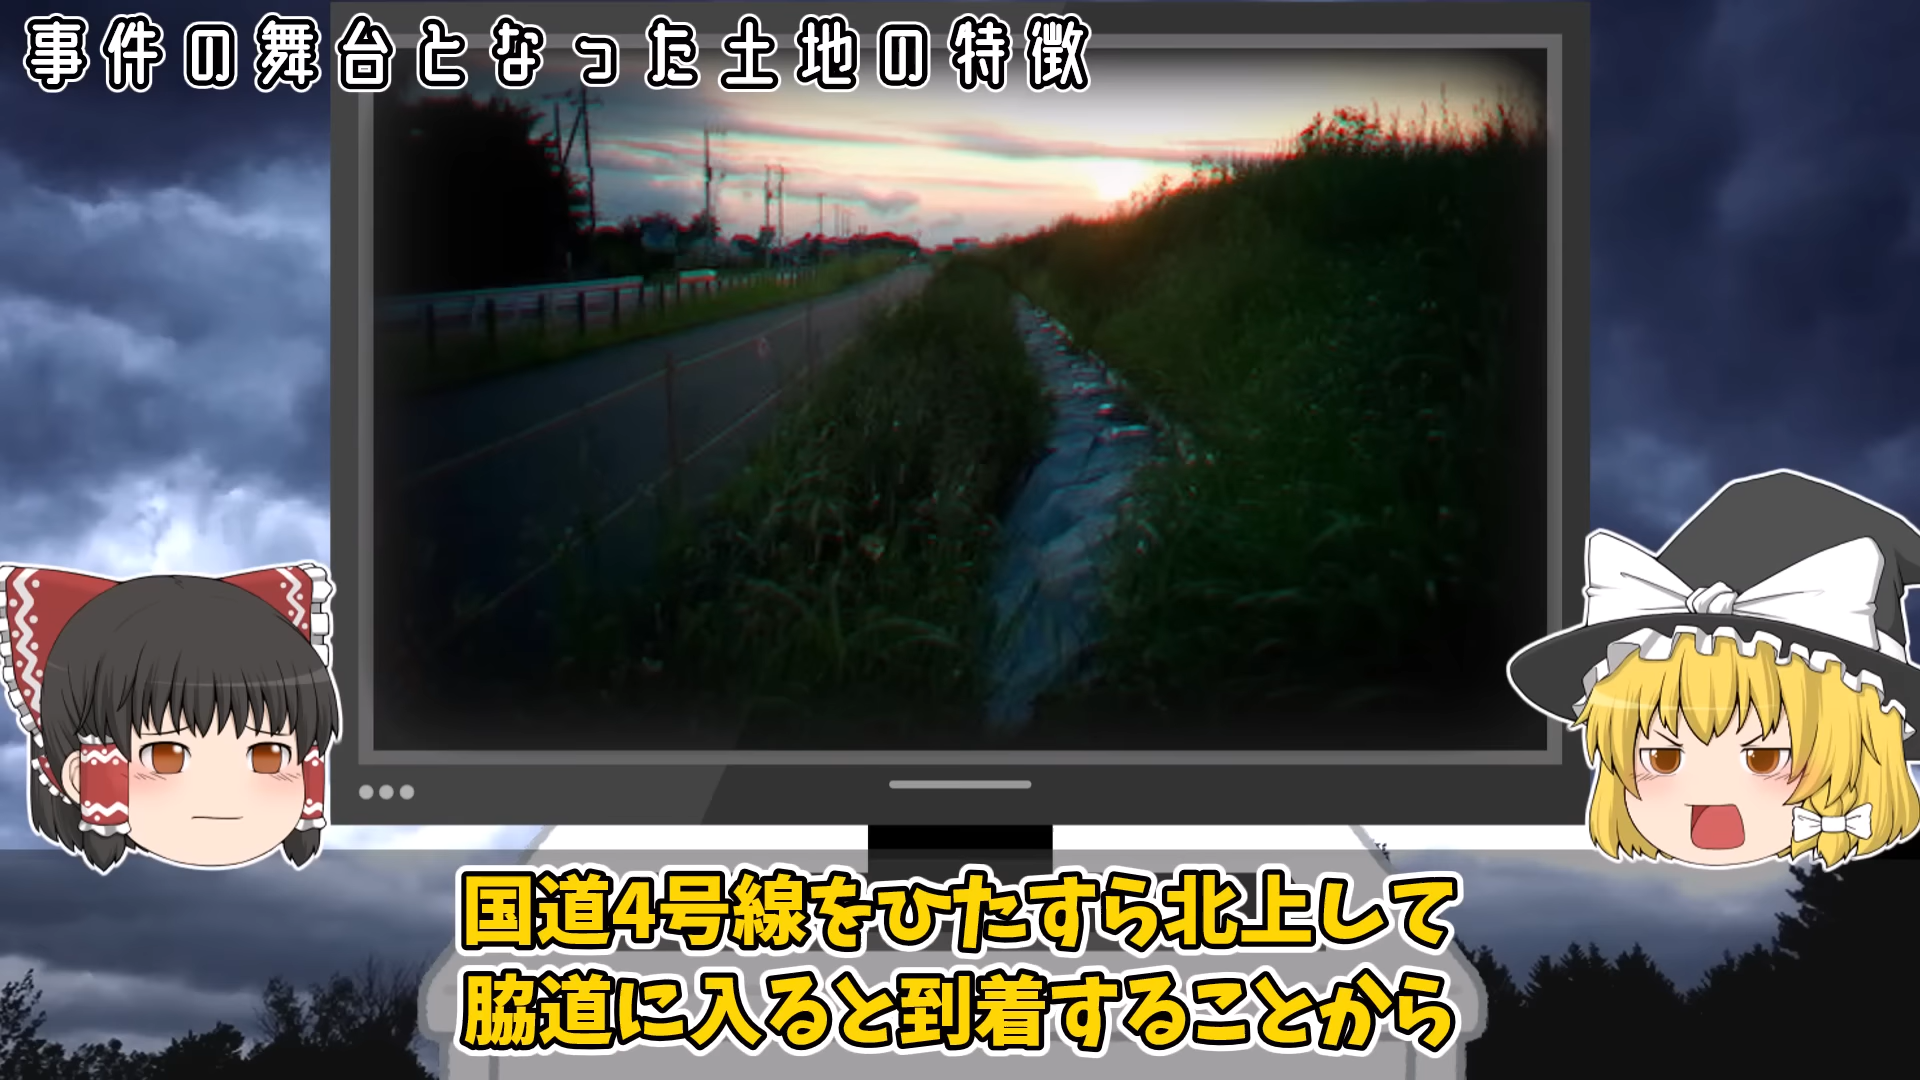 事件の舞台となった土地の特徴
国道4号線をひたすら北上して
脇道に入ると到着することから